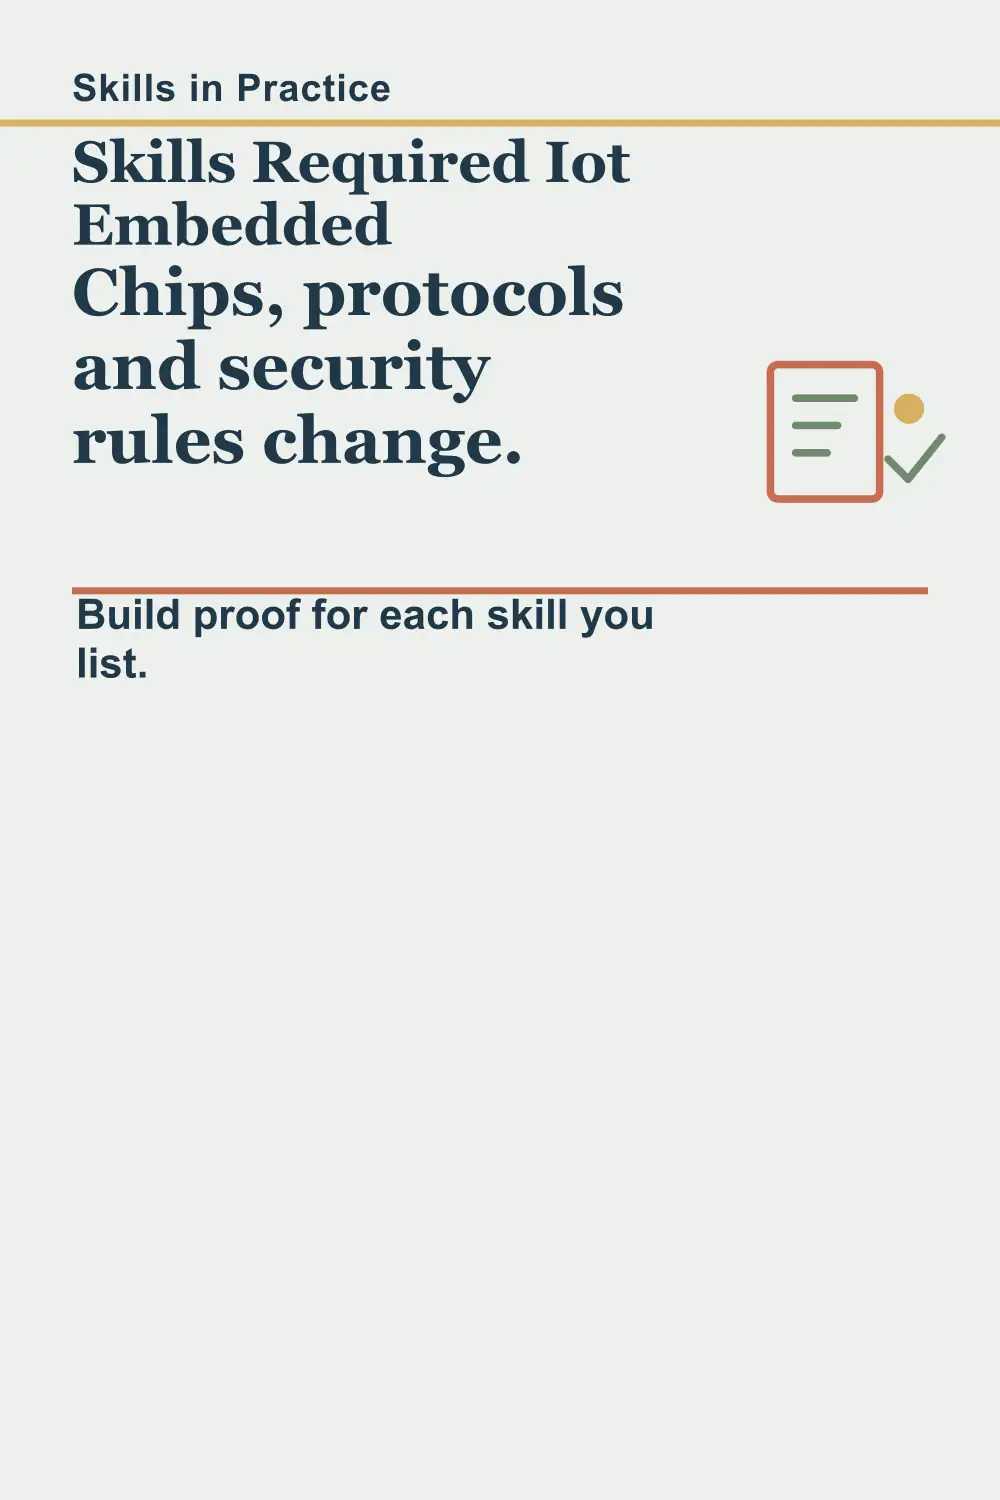 Skills in Practice
Skills Required Iot
Embedded
Chips, protocols
and security
rules change.
Build proof for each skill you
list.